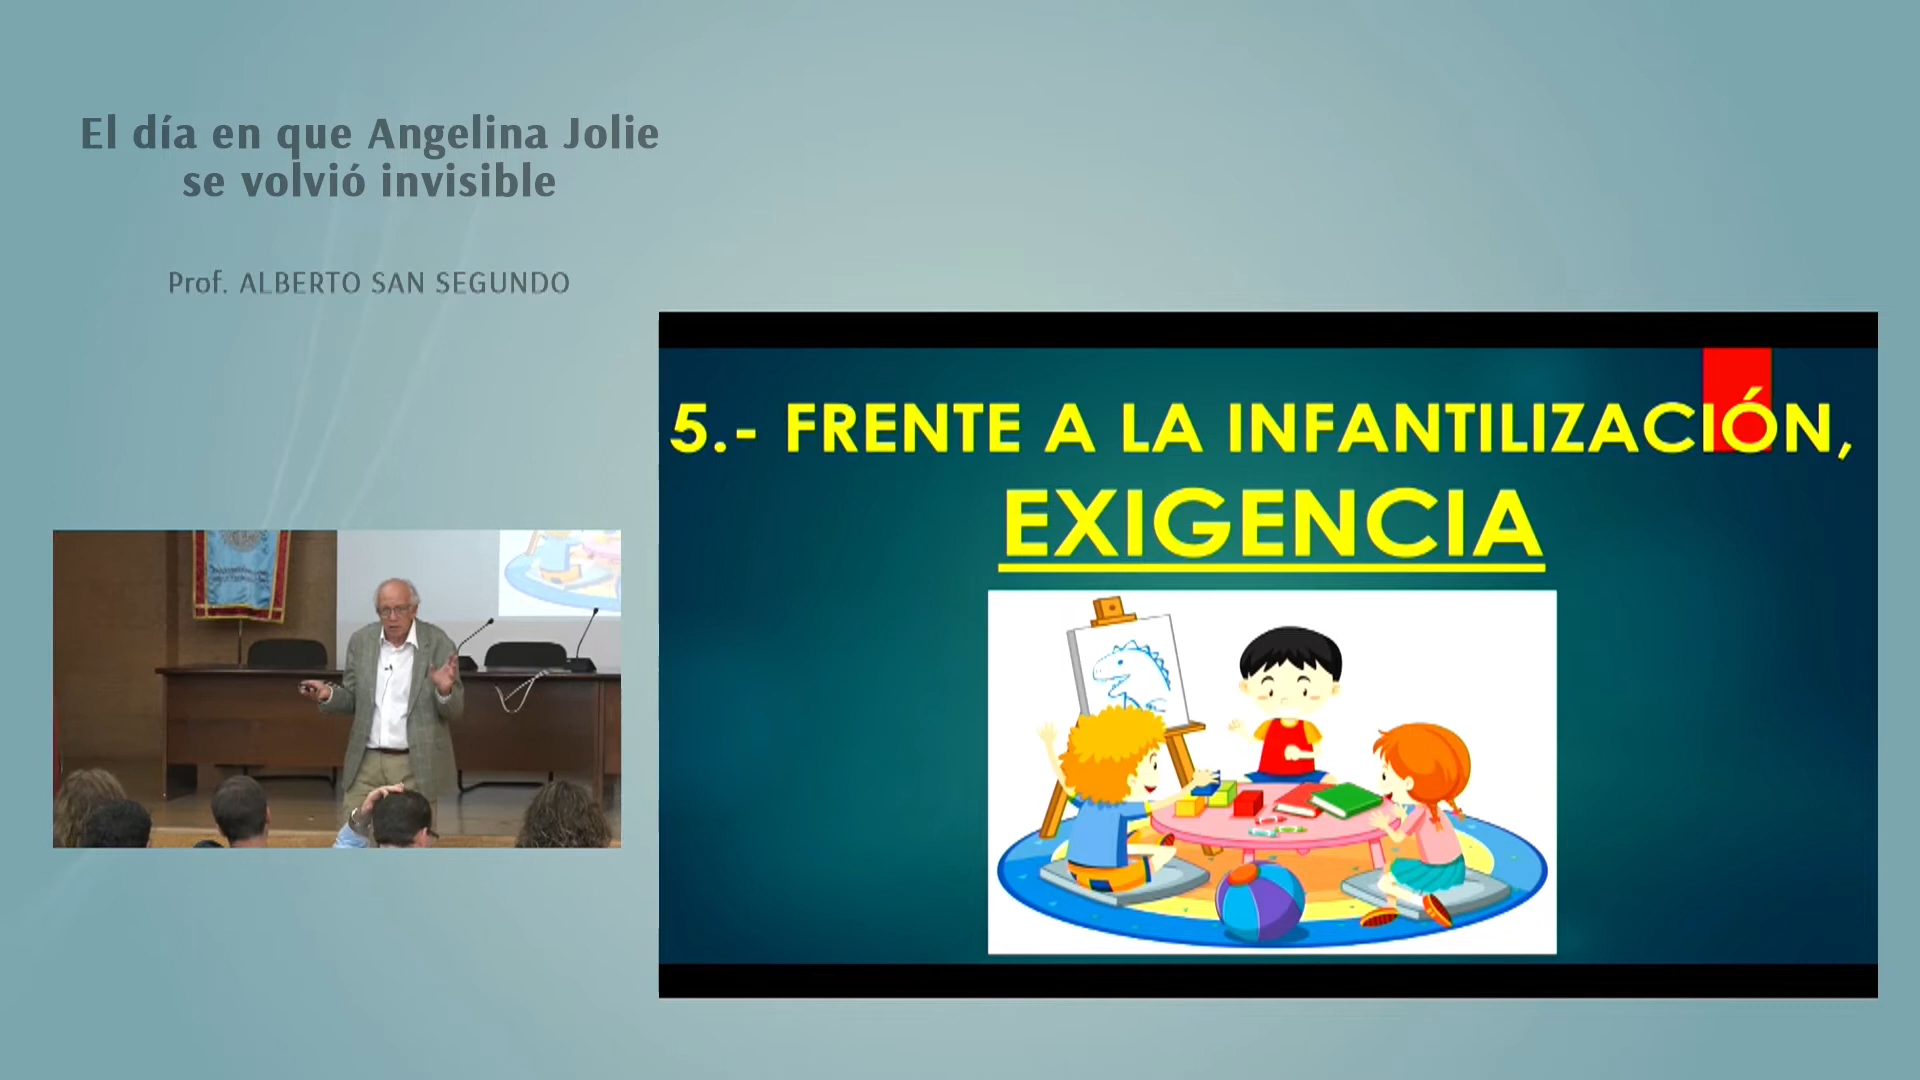 El día en que Angelina Jolie
se volvió invisible
Prof. ALBERTO SAN SEGUNDO
5.- FRENTE A LA INFANTILIZACIÓN,
EXIGENCIA